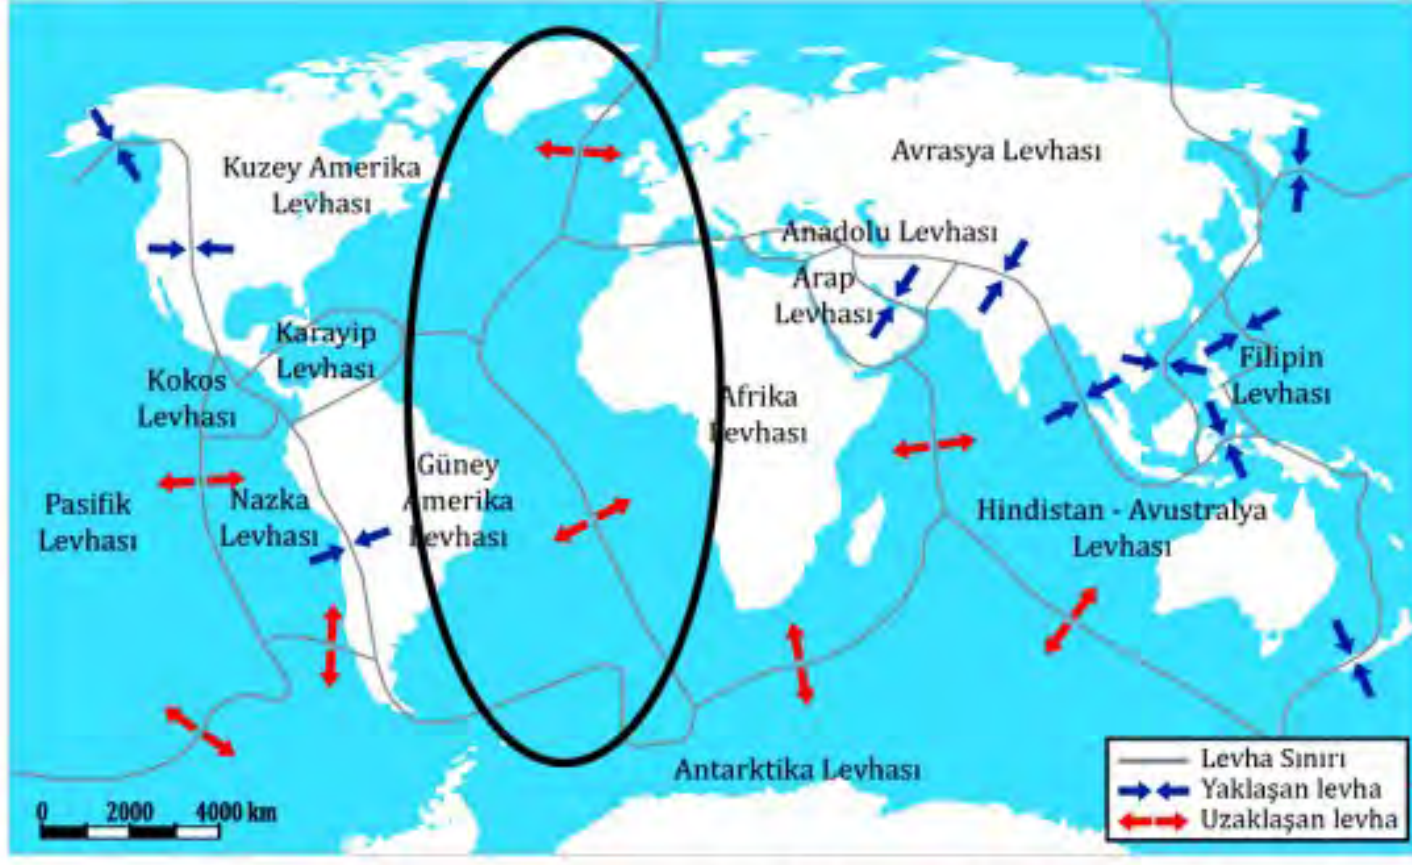 Kuzey Amerika
Levhası
Avrasya Levhası
Anadolu Levhası
Arap
Levhası
Karayip
Levhası
Kokos
Levhası
Filipin
Levhası
Afrika
Levhası
Güney
Amerika
Levhası
Pasifik
Levhası
Nazka
Levhası
Hindistan - Avustralya
Levhası
Antarktika Levhası
Levha Sınırı
Yaklaşan levha
Uzaklaşan levha
0 2000 4000 km